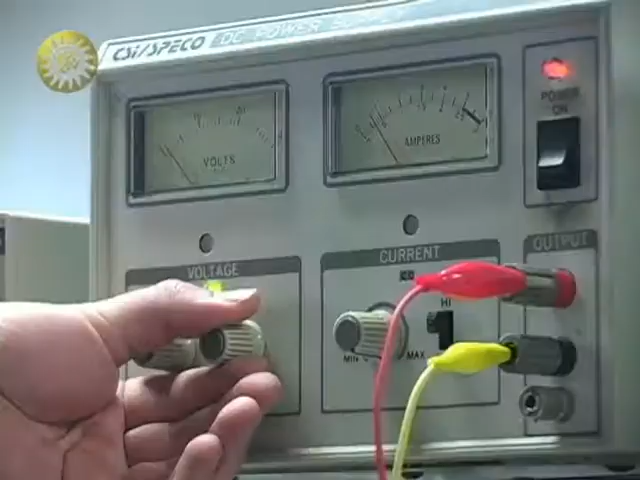 CSI/SPECO DC POWER SUPPLY
VOLTS
AMPERES
POWER
ON
VOLTAGE
CURRENT
OUTPUT
HI
MIN
MAX